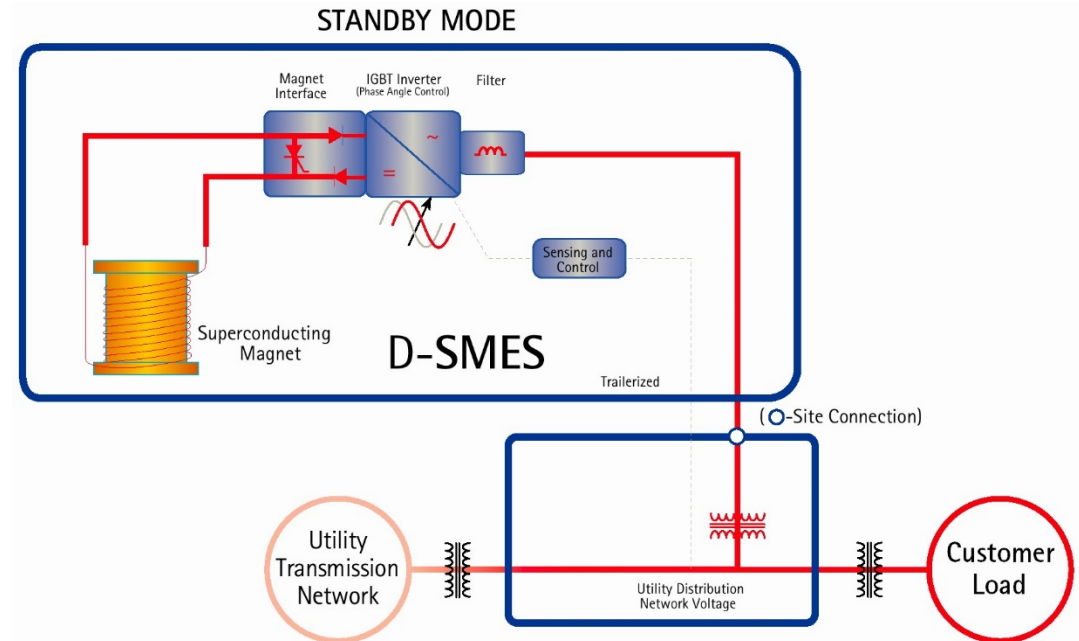 STANDBY MODE
Magnet
Interface
IGBT Inverter
(Phase Angle Control)
Filter
~
=
Sensing and
Control
Superconducting
Magnet
D-SMES
Trailerized
( O-Site Connection)
Utility
Transmission
Network
Utility Distribution
Network Voltage
Customer
Load